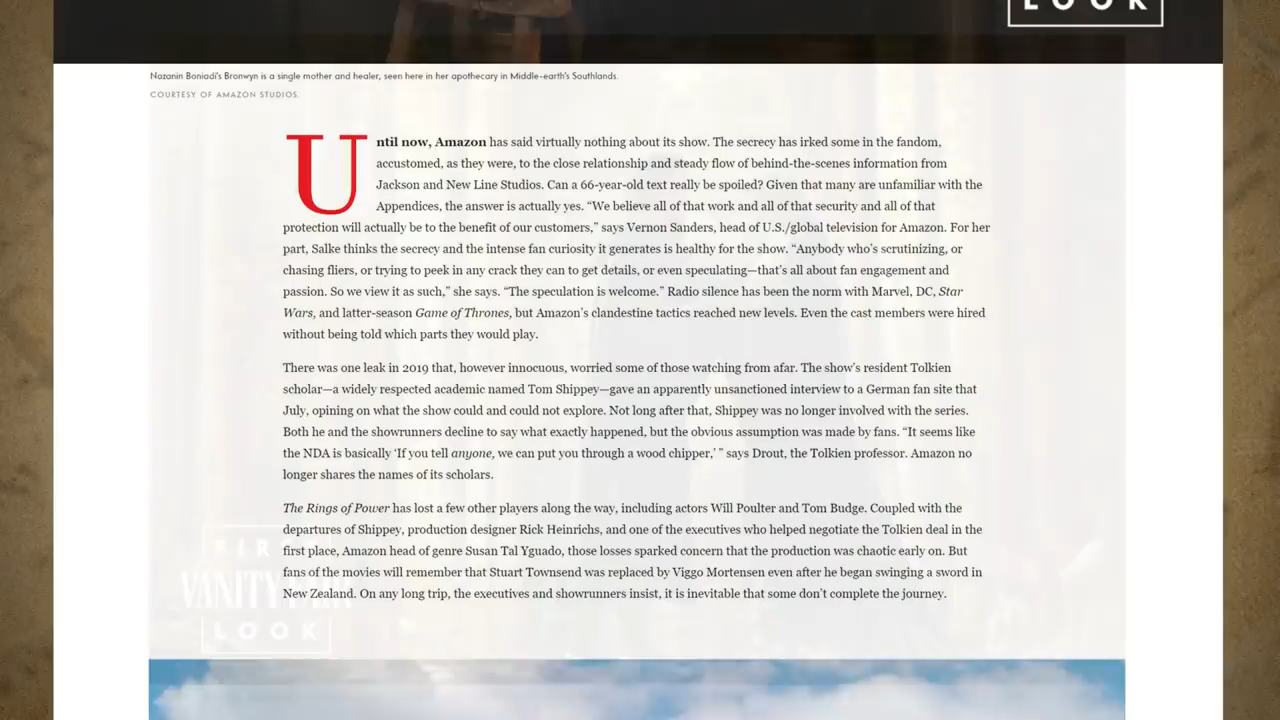 LOOK
Nazanin Boniadi's Bronwyn is a single mother and healer, seen here in her apothecary in Middle-earth's Southlands.
COURTESY OF AMAZON STUDIOS.
Until now, Amazon has said virtually nothing about its show. The secrecy has irked some in the fandom,
accustomed, as they were, to the close relationship and steady flow of behind-the-scenes information from
Jackson and New Line Studios. Can a 66-year-old text really be spoiled? Given that many are unfamiliar with the
Appendices, the answer is actually yes. “We believe all of that work and all of that security and all of that
protection will actually be to the benefit of our customers,” says Vernon Sanders, head of U.S./global television for Amazon. For her
part, Salke thinks the secrecy and the intense fan curiosity it generates is healthy for the show. “Anybody who’s scrutinizing, or
chasing fliers, or trying to peek in any crack they can to get details, or even speculating—that’s all about fan engagement and
passion. So we view it as such,” she says. “The speculation is welcome.” Radio silence has been the norm with Marvel, DC, Star
Wars, and latter-season Game of Thrones, but Amazon’s clandestine tactics reached new levels. Even the cast members were hired
without being told which parts they would play.
There was one leak in 2019 that, however innocuous, worried some of those watching from afar. The show’s resident Tolkien
scholar—a widely respected academic named Tom Shippey—gave an apparently unsanctioned interview to a German fan site that
July, opining on what the show could and could not explore. Not long after that, Shippey was no longer involved with the series.
Both he and the showrunners decline to say what exactly happened, but the obvious assumption was made by fans. “It seems like
the NDA is basically ‘If you tell anyone, we can put you through a wood chipper,’ ” says Drout, the Tolkien professor. Amazon no
longer shares the names of its scholars.
The Rings of Power has lost a few other players along the way, including actors Will Poulter and Tom Budge. Coupled with the
departures of Shippey, production designer Rick Heinrichs, and one of the executives who helped negotiate the Tolkien deal in the
first place, Amazon head of genre Susan Tal Yguado, those losses sparked concern that the production was chaotic early on. But
fans of the movies will remember that Stuart Townsend was replaced by Viggo Mortensen even after he began swinging a sword in
New Zealand. On any long trip, the executives and showrunners insist, it is inevitable that some don’t complete the journey.
FIRST
VANITY FAIR
LOOK